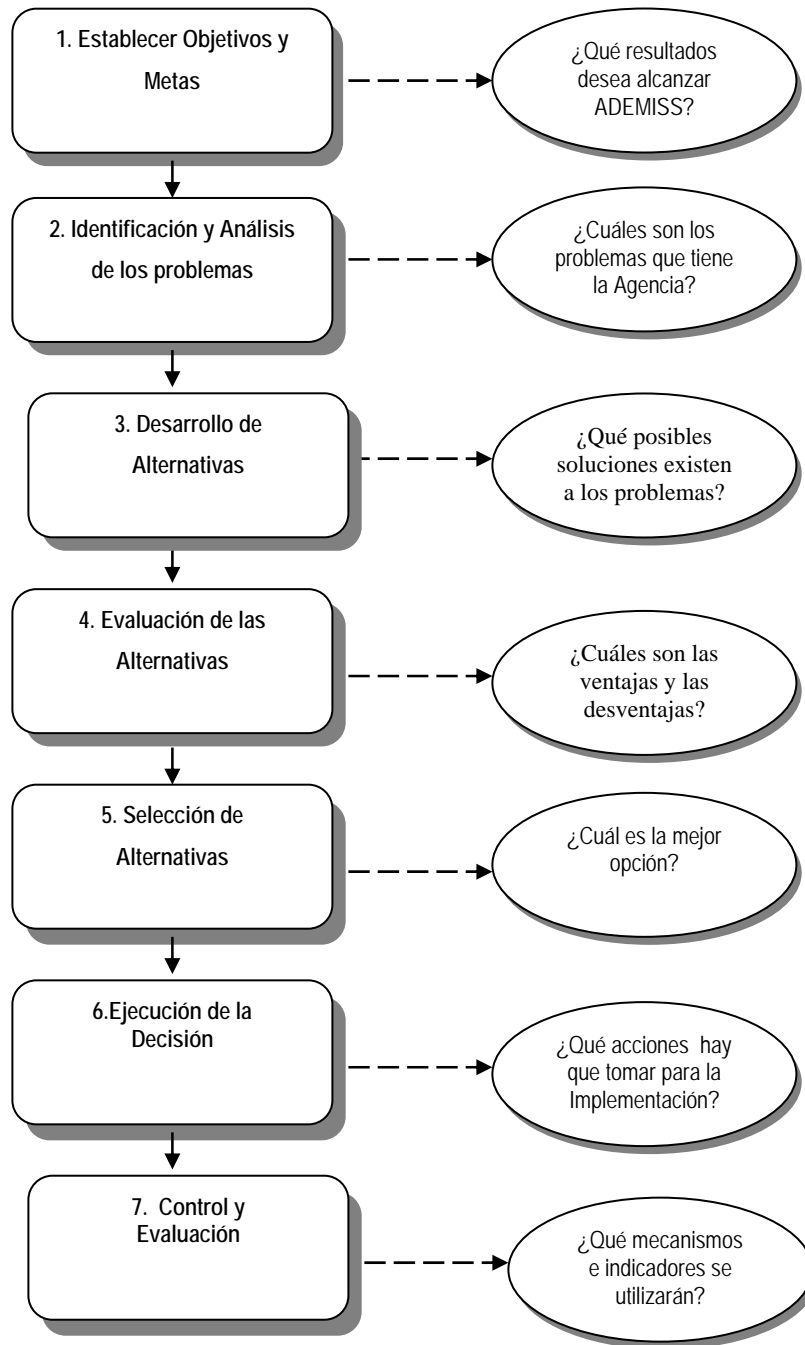 1. Establecer Objetivos y
Metas
¿Qué resultados
desea alcanzar
ADEMISS?
2. Identificación y Análisis
de los problemas
¿Cuáles son los
problemas que tiene
la Agencia?
3. Desarrollo de
Alternativas
¿Qué posibles
soluciones existen
a los problemas?
4. Evaluación de las
Alternativas
¿Cuáles son las
ventajas y las
desventajas?
5. Selección de
Alternativas
¿Cuál es la mejor
opción?
6.Ejecución de la
Decisión
¿Qué acciones hay
que tomar para la
Implementación?
7. Control y
Evaluación
¿Qué mecanismos
e indicadores se
utilizarán?